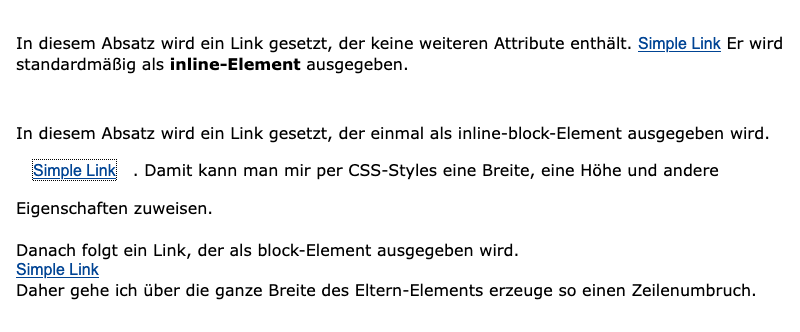 In diesem Absatz wird ein Link gesetzt, der keine weiteren Attribute enthält. Simple Link Er wird
standardmäßig als inline-Element ausgegeben.
In diesem Absatz wird ein Link gesetzt, der einmal als inline-block-Element ausgegeben wird.
Simple Link . Damit kann man mir per CSS-Styles eine Breite, eine Höhe und andere
Eigenschaften zuweisen.
Danach folgt ein Link, der als block-Element ausgegeben wird.
Simple Link
Daher gehe ich über die ganze Breite des Eltern-Elements erzeuge so einen Zeilenumbruch.